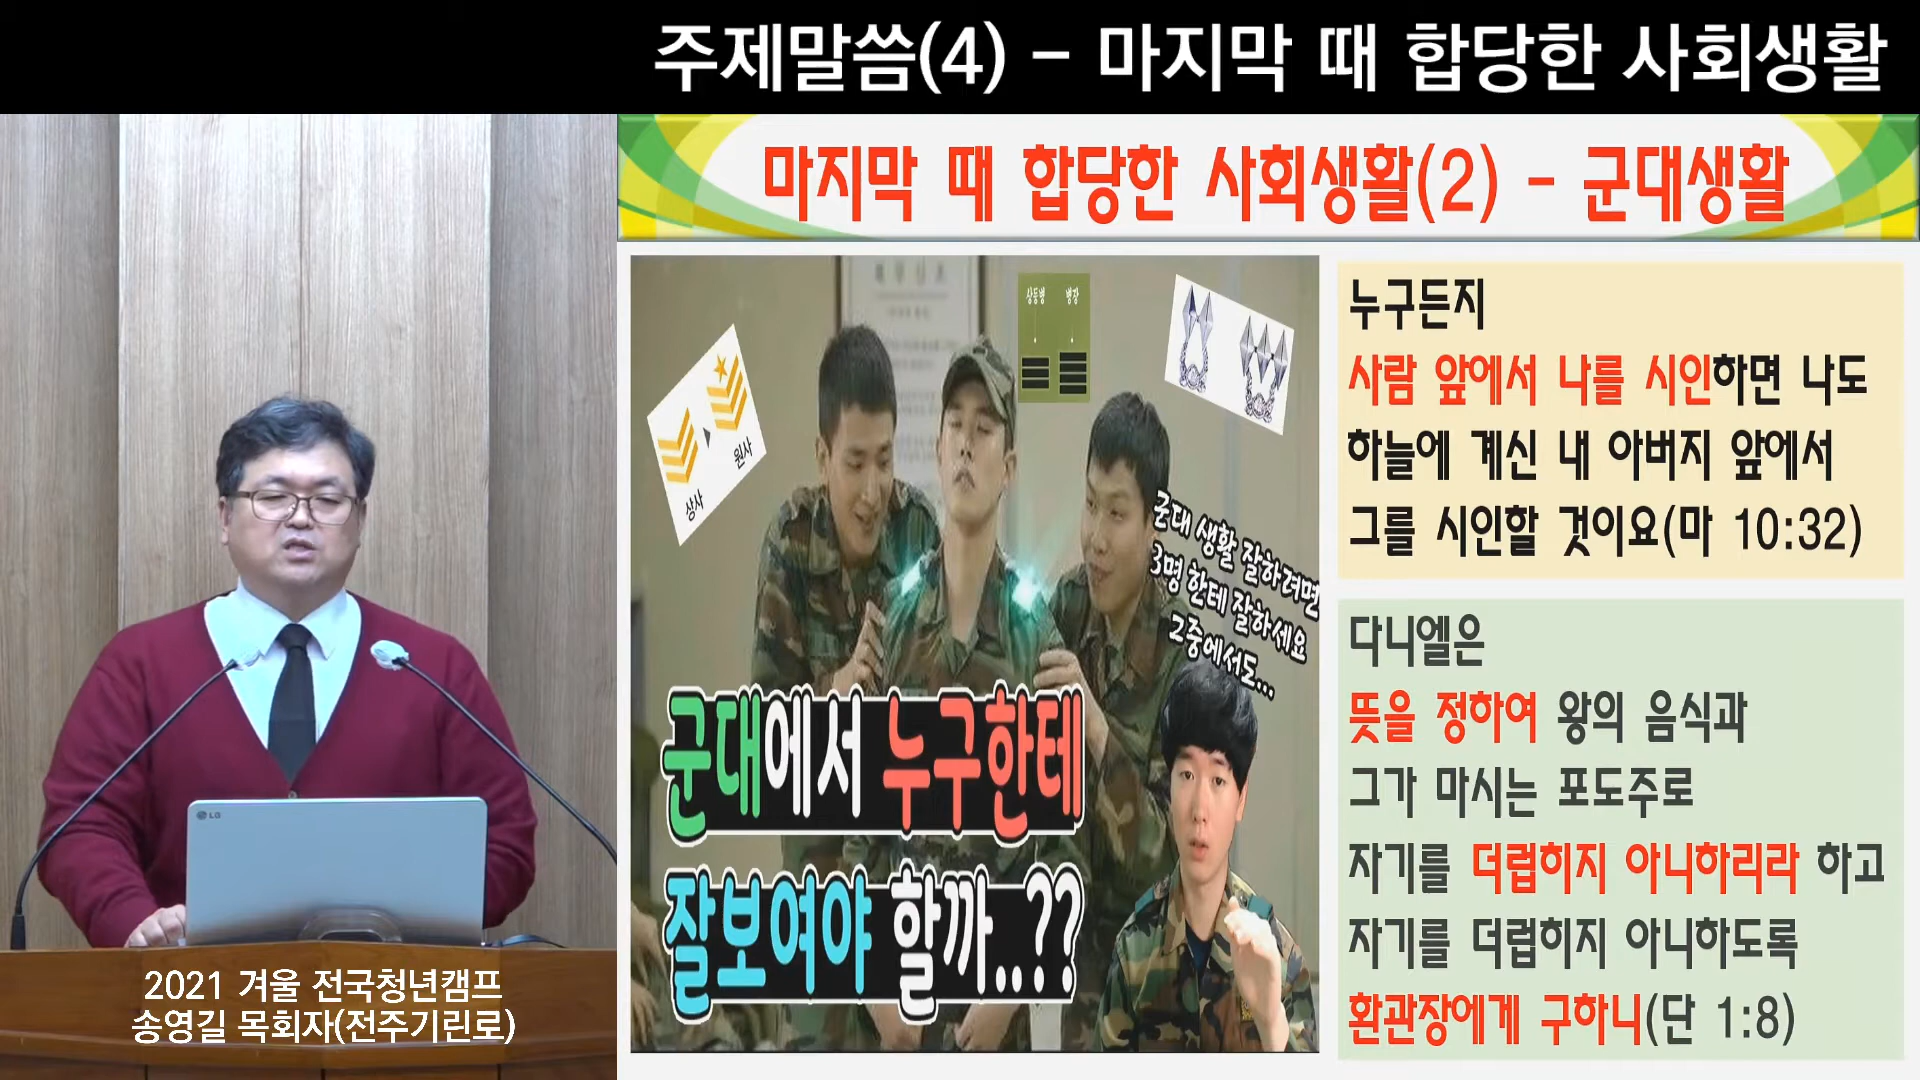 주제말씀(4) - 마지막 때 합당한 사회생활
마지막 때 합당한 사회생활(2) - 군대생활
상사
원사
상등병 병장
군대 생활 잘하려면
3명 한테 잘하세요
2중에서도...
군대에서 누구한테
잘보여야 할까..??
누구든지
사람 앞에서 나를 시인하면 나도
하늘에 계신 내 아버지 앞에서
그를 시인할 것이요(마 10:32)
다니엘은
뜻을 정하여 왕의 음식과
그가 마시는 포도주로
자기를 더럽히지 아니하리라 하고
자기를 더럽히지 아니하도록
환관장에게 구하니(단 1:8)
LG
2021 겨울 전국청년캠프
송영길 목회자(전주기린로)